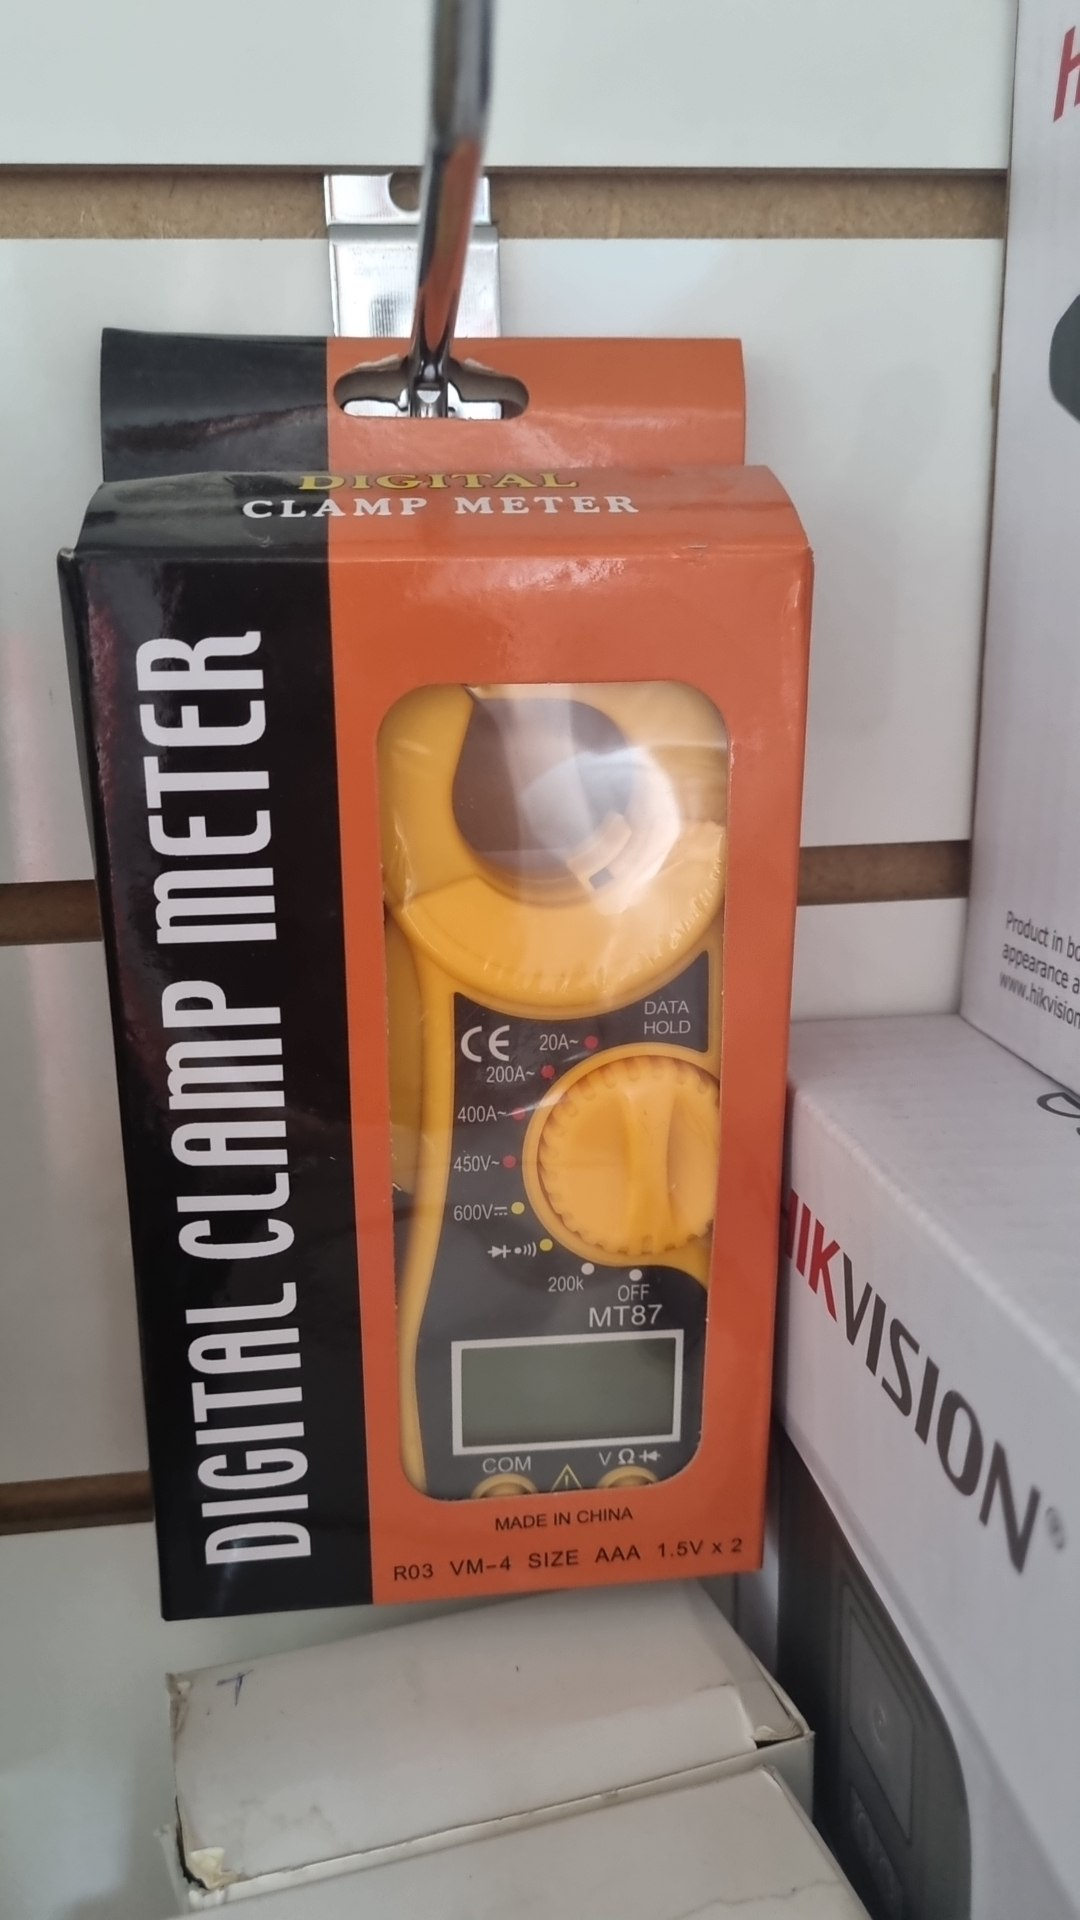 DIGITAL
CLAMP METER
DIGITAL CLAMP METER
DATA
HOLD
CE
20A~
200A~
400A~
450V~
600V⎓
200k
OFF
MT87
COM
V Ω
MADE IN CHINA
R03 VM-4 SIZE AAA 1.5V x 2
H
Product in bo
appearance a
www.hikvision
HIKVISION®